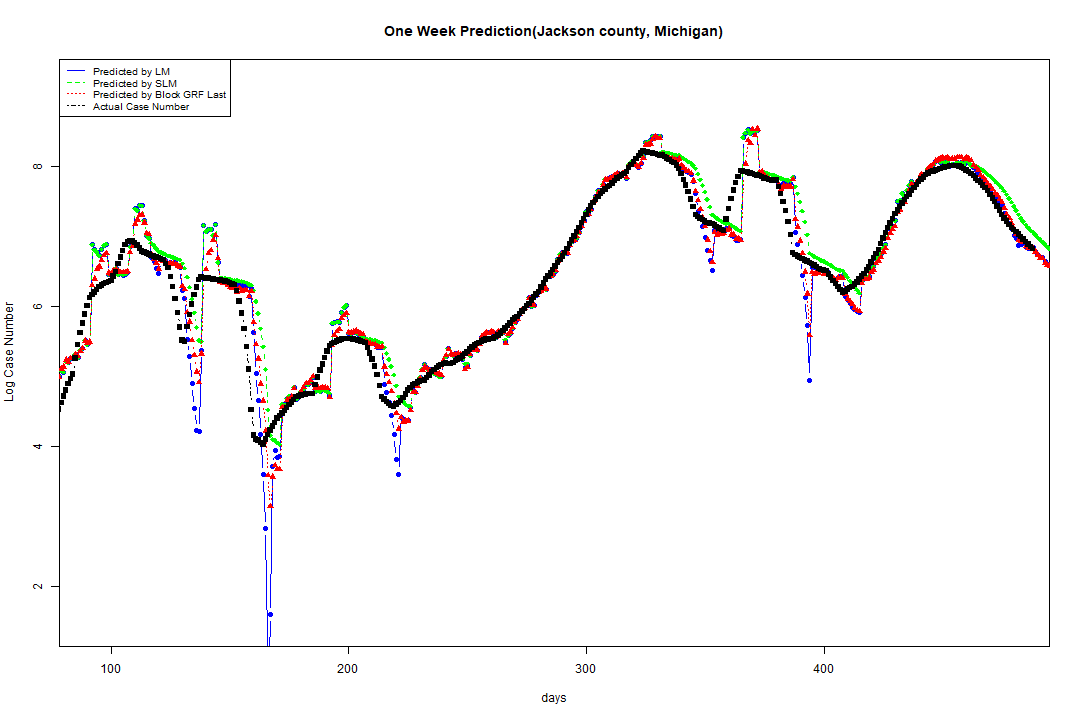 One Week Prediction(Jackson county, Michigan)
Predicted by LM
Predicted by SLM
Predicted by Block GRF Last
Actual Case Number
8
6
4
2
Log Case Number
100 200 300 400
days